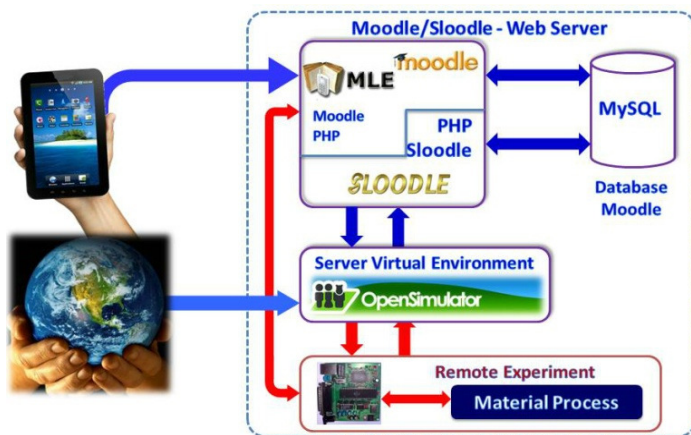 Moodle/Sloodle - Web Server
MLE
moodle
Moodle
PHP
PHP
Sloodle
SLOODLE
MySQL
Database
Moodle
Server Virtual Environment
OpenSimulator
Remote Experiment
Material Process